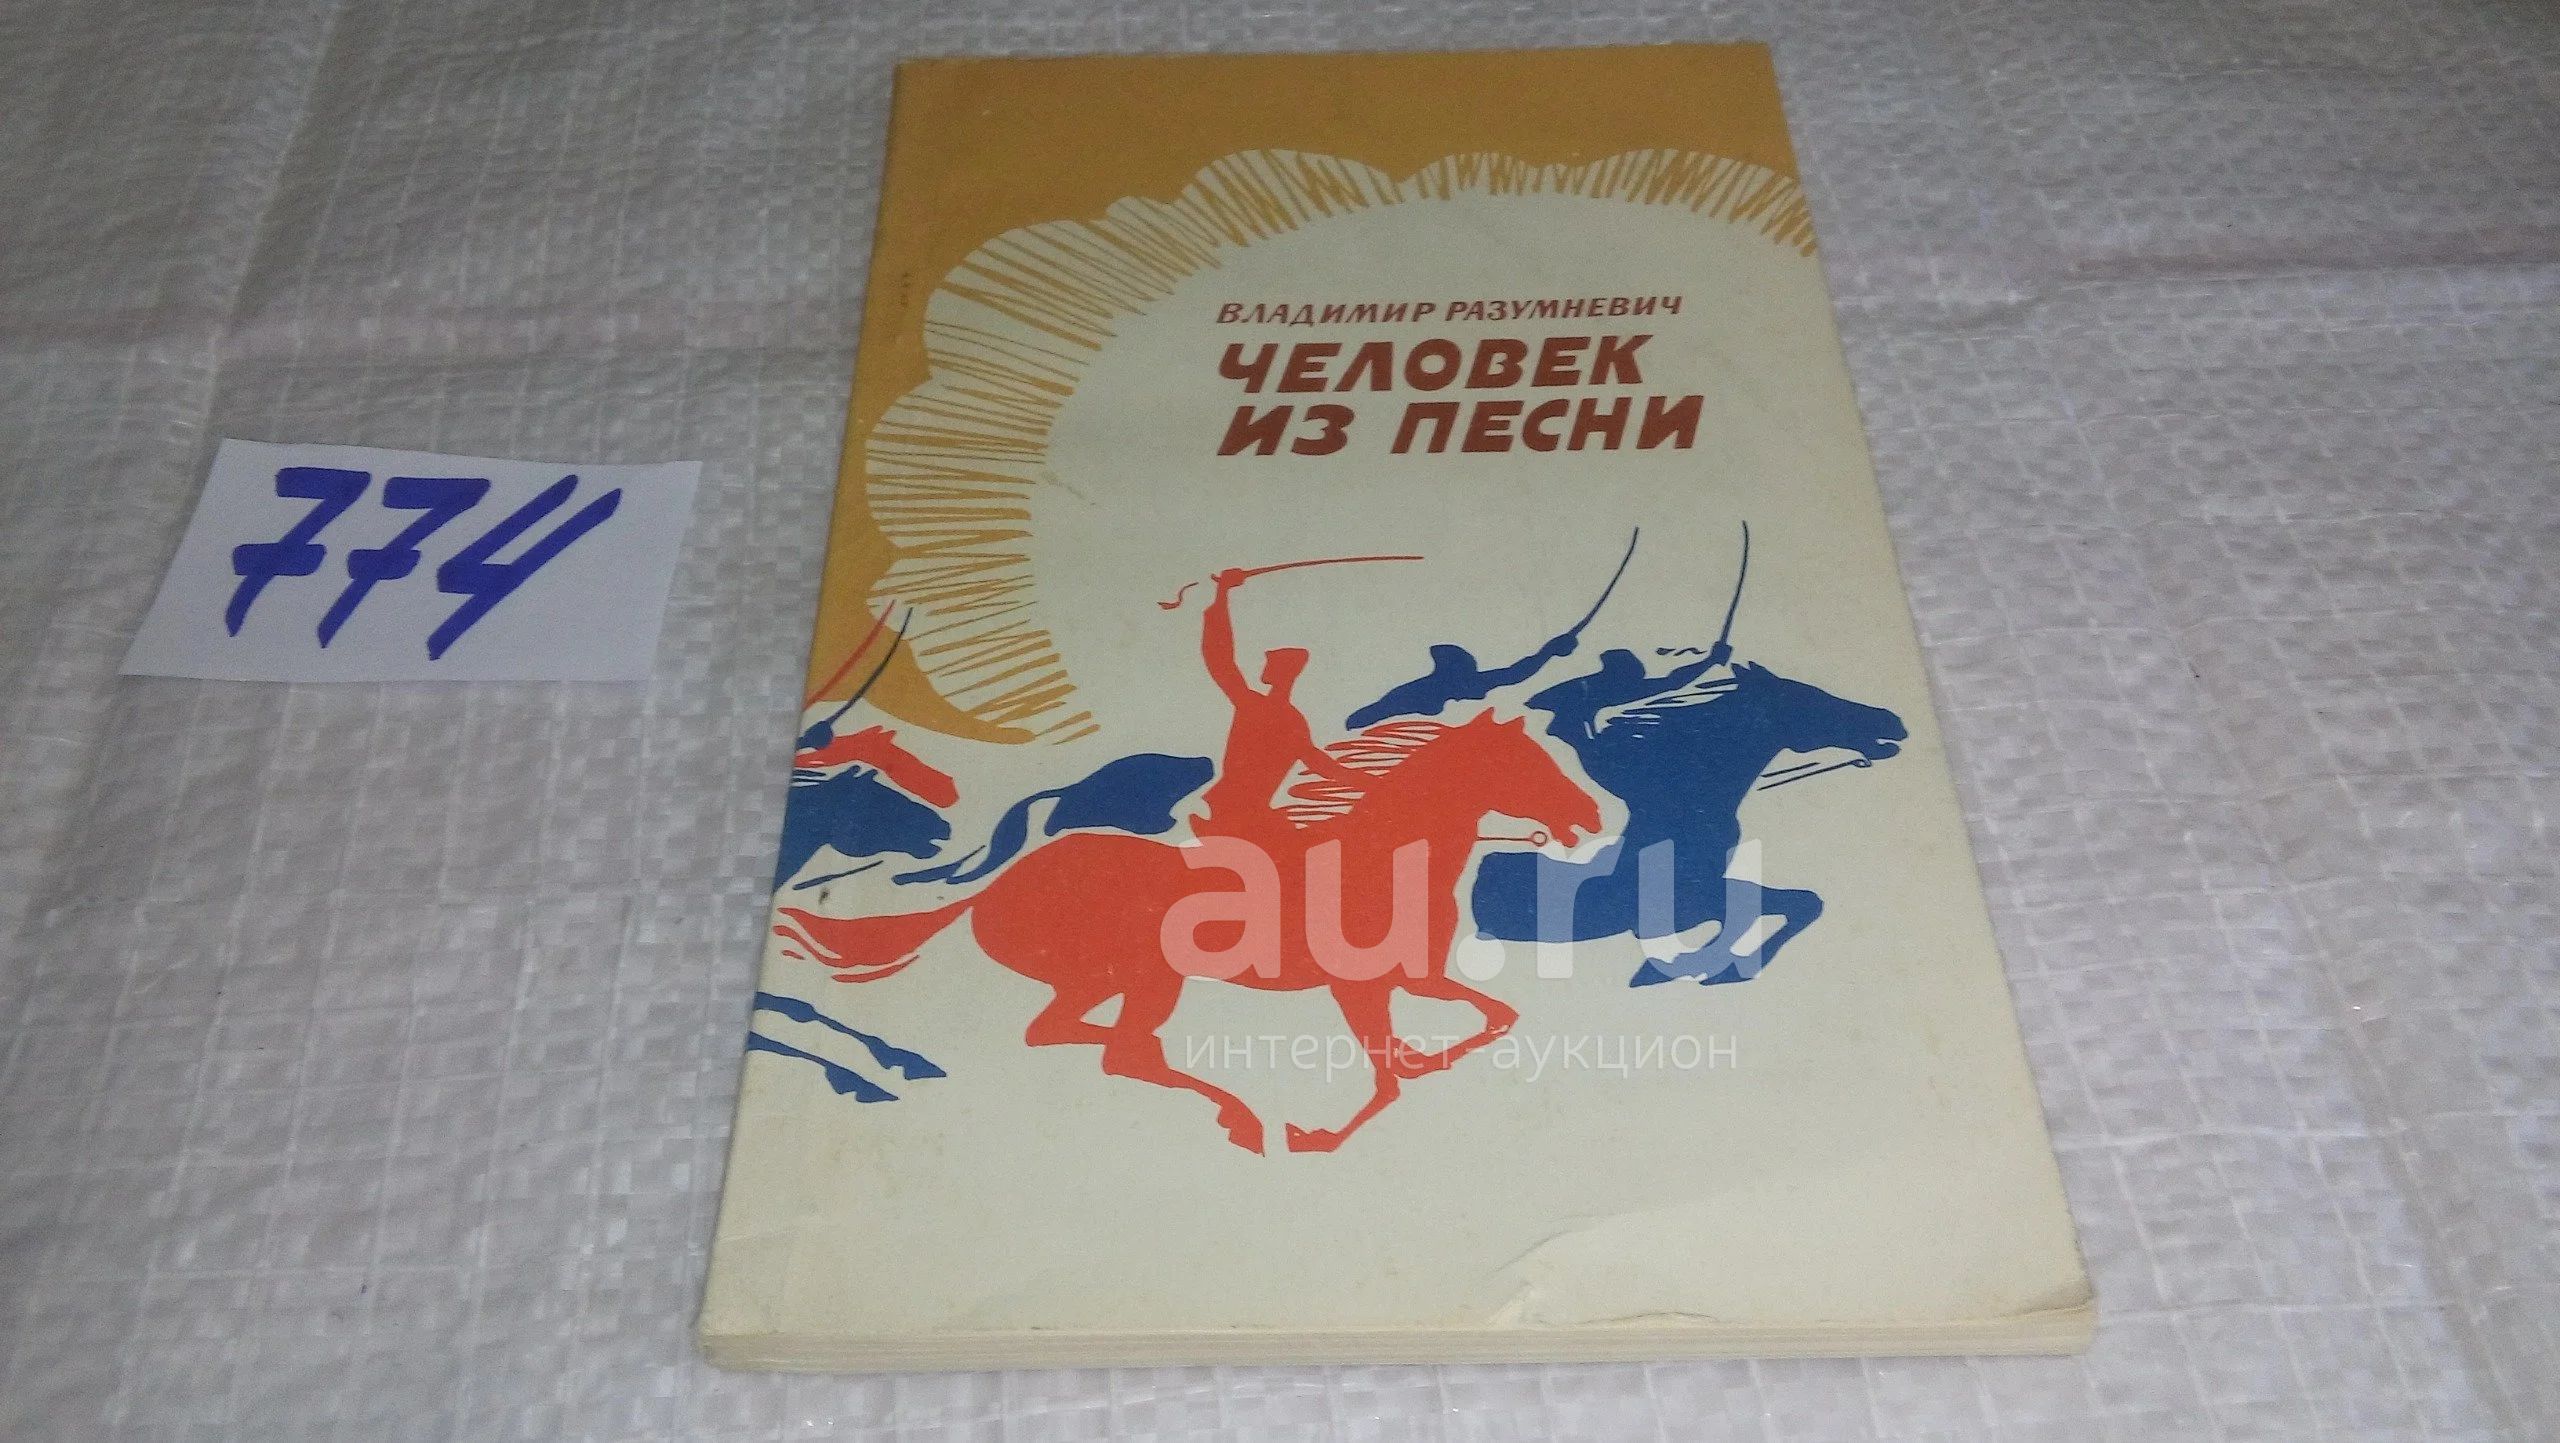 ВЛАДИМИР РАЗУМНЕВИЧ
ЧЕЛОВЕК
ИЗ ПЕСНИ
774
au.ru
интернет-аукцион